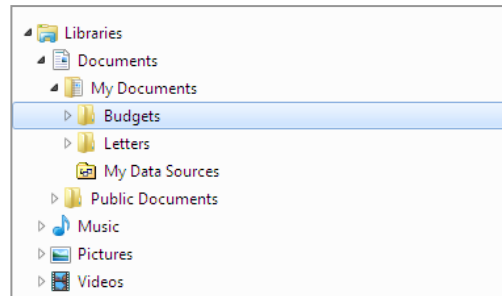 Libraries
Documents
My Documents
Budgets
Letters
My Data Sources
Public Documents
Music
Pictures
Videos